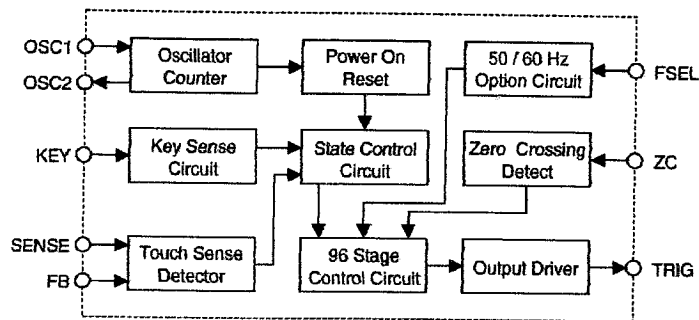 OSC1
OSC2
Oscillator
Counter
Power On
Reset
50 / 60 Hz
Option Circuit
FSEL
KEY
Key Sense
Circuit
State Control
Circuit
Zero Crossing
Detect
ZC
SENSE
FB
Touch Sense
Detector
96 Stage
Control Circuit
Output Driver
TRIG